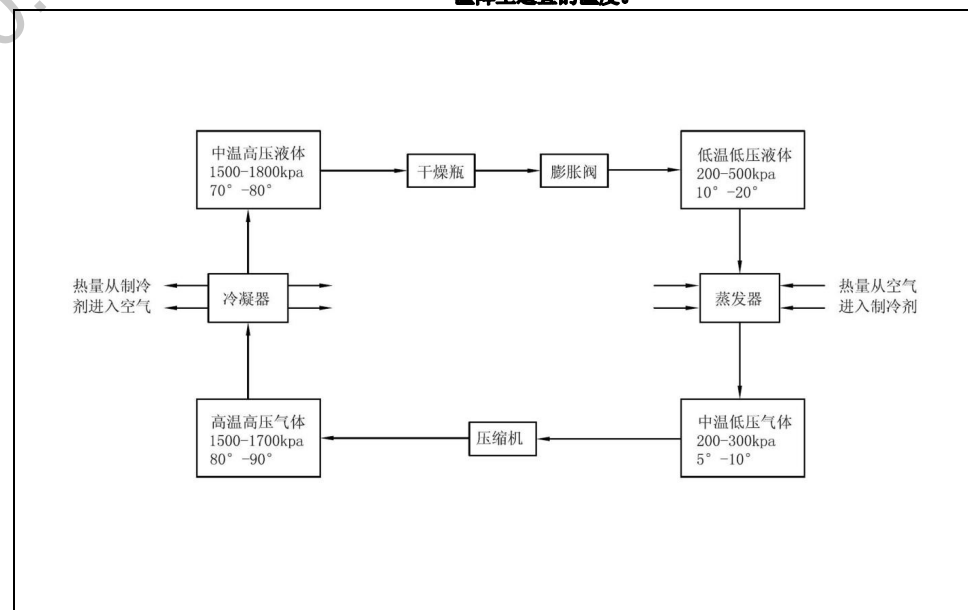 中温高压液体
1500-1800kpa
70° -80°
干燥瓶
膨胀阀
低温低压液体
200-500kpa
10° -20°
热量从制冷
剂进入空气
冷凝器
蒸发器
热量从空气
进入制冷剂
高温高压气体
1500-1700kpa
80° -90°
压缩机
中温低压气体
200-300kpa
5° -10°